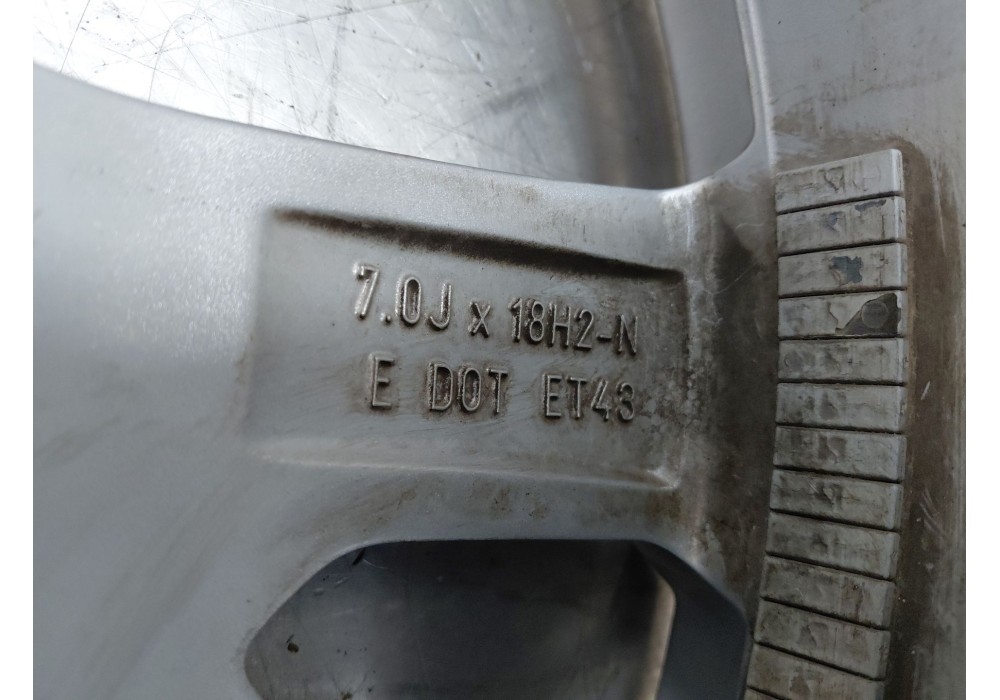 7.0J x 18H2-N
E DOT ET43